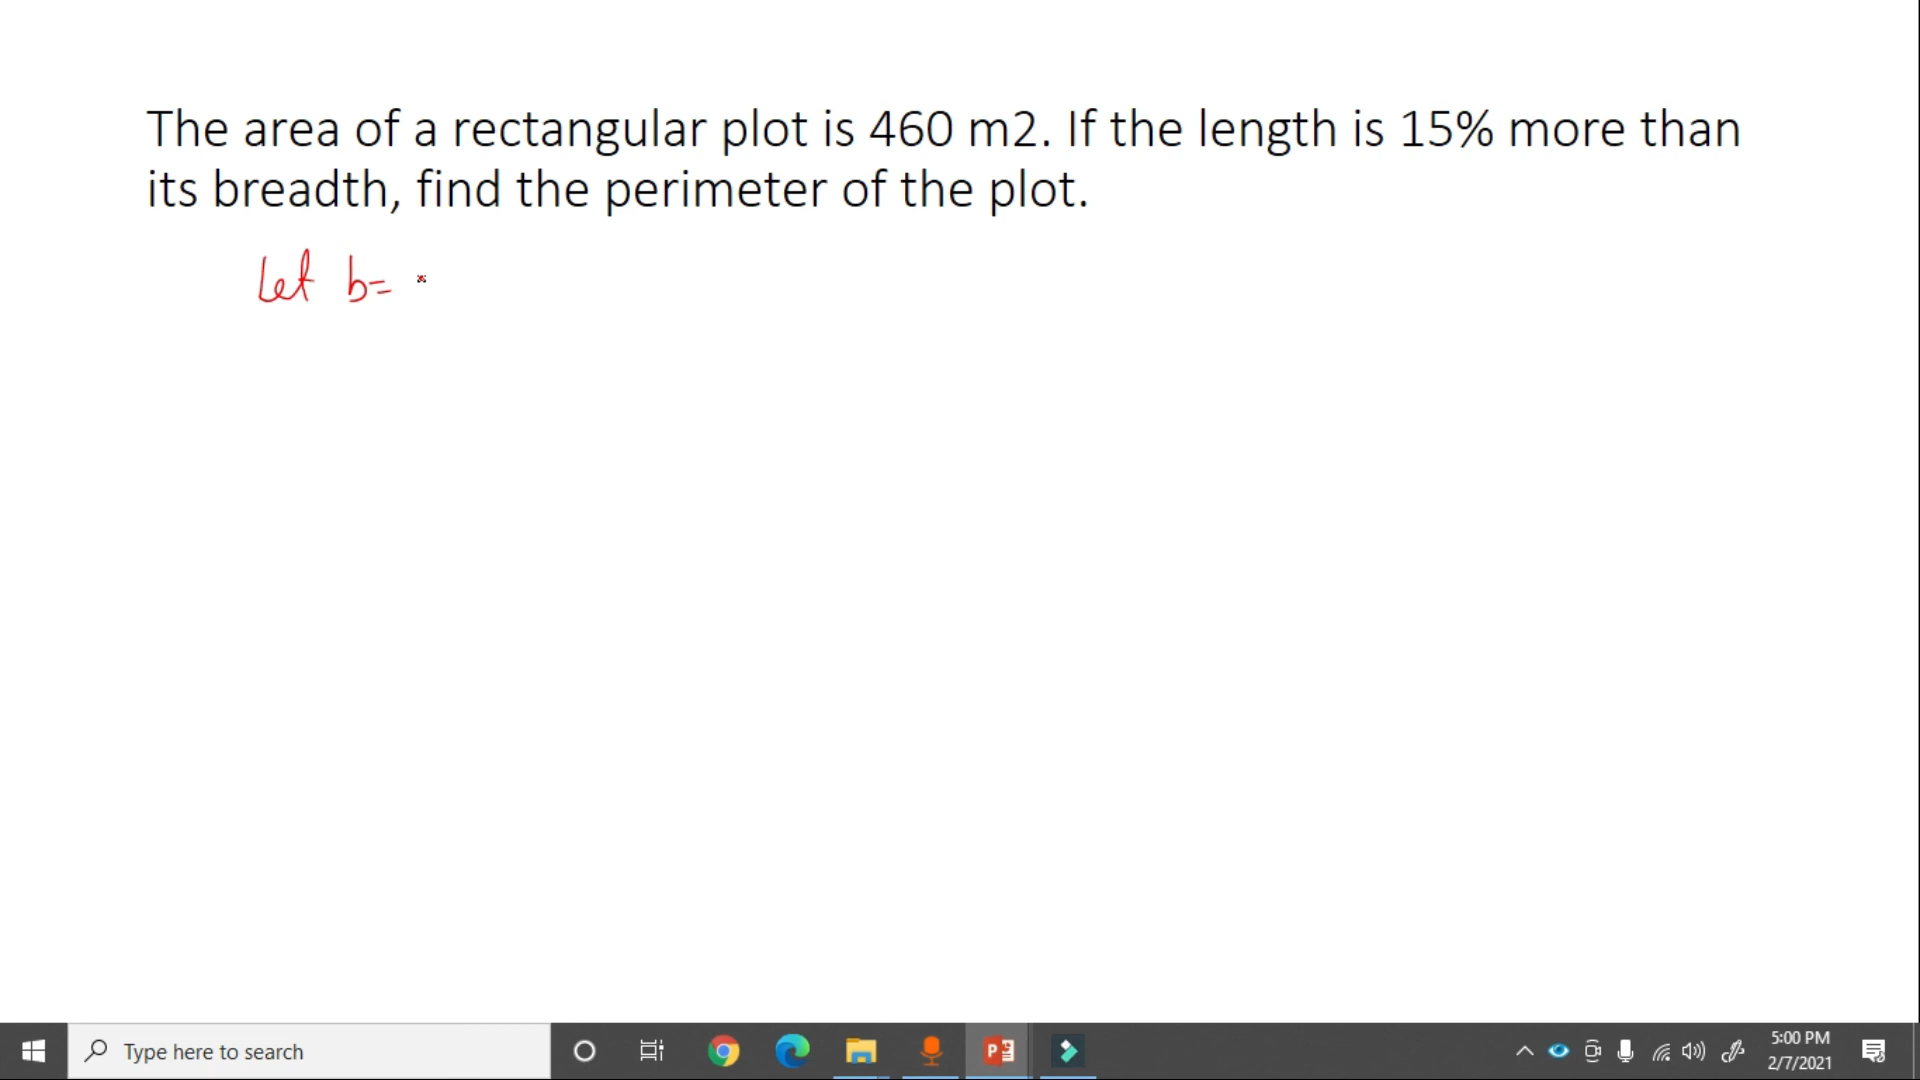 The area of a rectangular plot is 460 m2. If the length is 15% more than
its breadth, find the perimeter of the plot.
Let b=
Type here to search
5:00 PM
2/7/2021